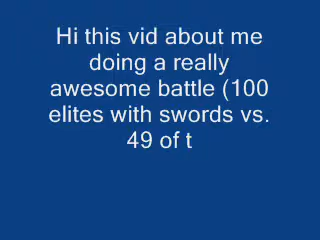 Hi this vid about me
doing a really
awesome battle (100
elites with swords vs.
49 of t